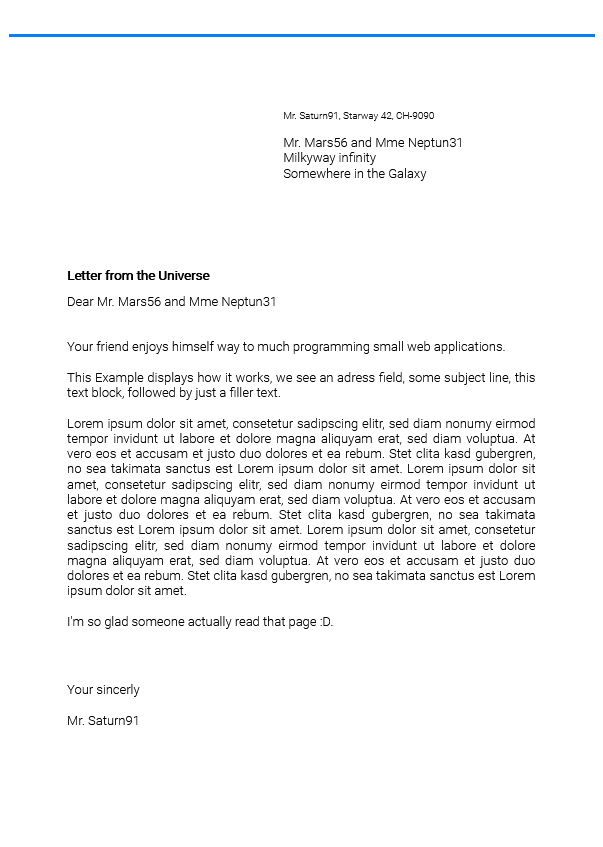 Mr. Saturn91, Starway 42, CH-9090
Mr. Mars56 and Mme Neptun31
Milkyway infinity
Somewhere in the Galaxy
Letter from the Universe
Dear Mr. Mars56 and Mme Neptun31
Your friend enjoys himself way to much programming small web applications.
This Example displays how it works, we see an adress field, some subject line, this
text block, followed by just a filler text.
Lorem ipsum dolor sit amet, consetetur sadipscing elitr, sed diam nonumy eirmod
tempor invidunt ut labore et dolore magna aliquyam erat, sed diam voluptua. At
vero eos et accusam et justo duo dolores et ea rebum. Stet clita kasd gubergren,
no sea takimata sanctus est Lorem ipsum dolor sit amet. Lorem ipsum dolor sit
amet, consetetur sadipscing elitr, sed diam nonumy eirmod tempor invidunt ut
labore et dolore magna aliquyam erat, sed diam voluptua. At vero eos et accusam
et justo duo dolores et ea rebum. Stet clita kasd gubergren, no sea takimata
sanctus est Lorem ipsum dolor sit amet. Lorem ipsum dolor sit amet, consetetur
sadipscing elitr, sed diam nonumy eirmod tempor invidunt ut labore et dolore
magna aliquyam erat, sed diam voluptua. At vero eos et accusam et justo duo
dolores et ea rebum. Stet clita kasd gubergren, no sea takimata sanctus est Lorem
ipsum dolor sit amet.
I'm so glad someone actually read that page :D.
Your sincerly
Mr. Saturn91